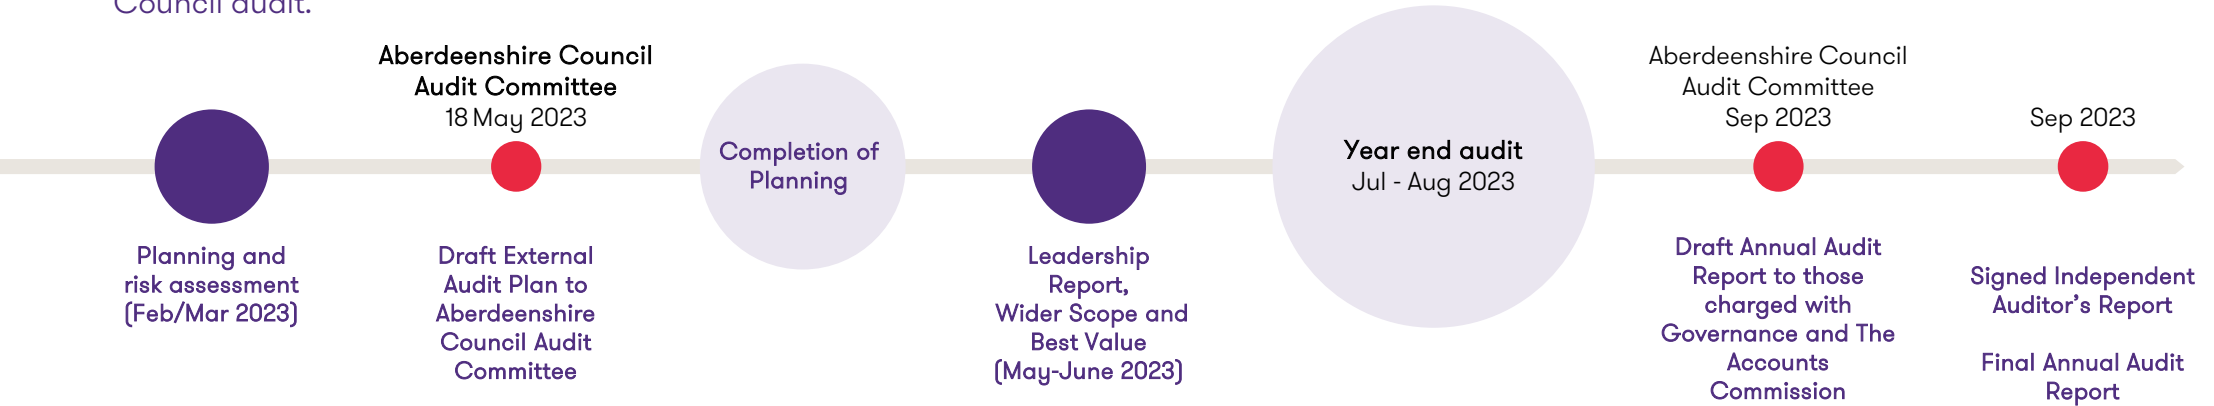 Council audit.
Planning and
risk assessment
(Feb/Mar 2023)
Aberdeenshire Council
Audit Committee
18 May 2023
Draft External
Audit Plan to
Aberdeenshire
Council Audit
Committee
Completion of
Planning
Leadership
Report,
Wider Scope and
Best Value
(May-June 2023)
Year end audit
Jul - Aug 2023
Aberdeenshire Council
Audit Committee
Sep 2023
Draft Annual Audit
Report to those
charged with
Governance and The
Accounts
Commission
Sep 2023
Signed Independent
Auditor’s Report
Final Annual Audit
Report